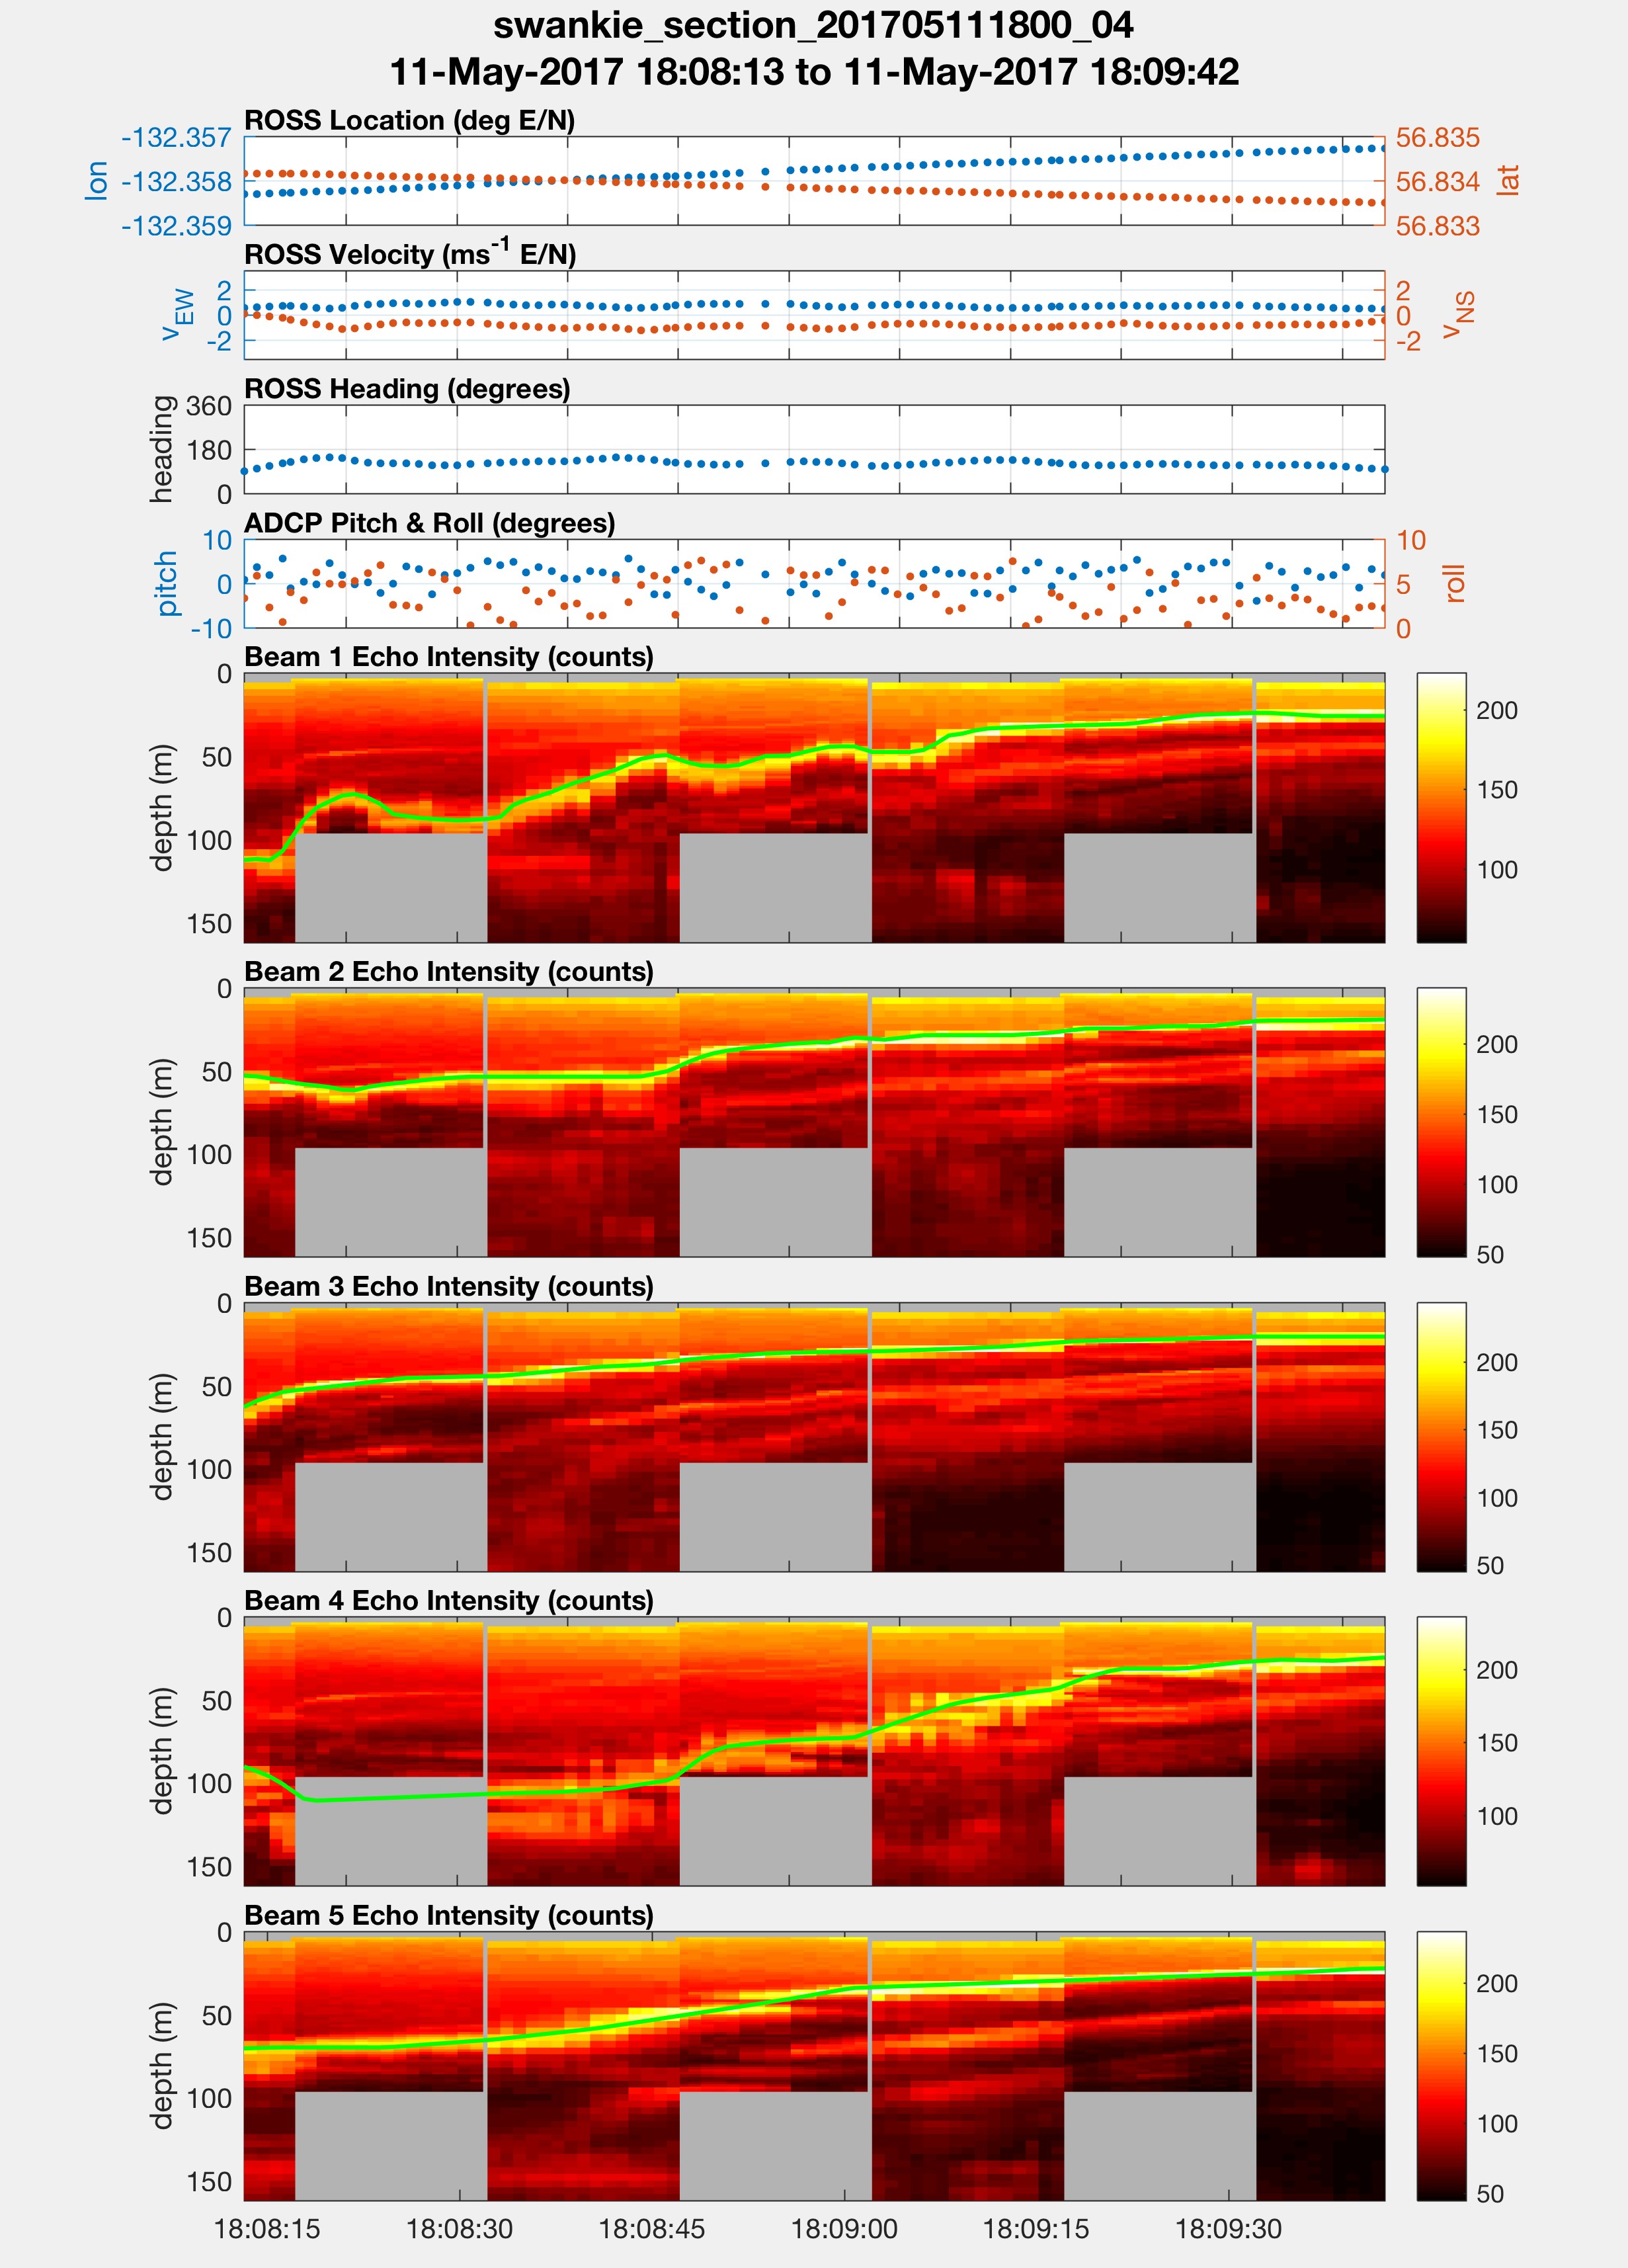 swankie_section_201705111800_04
11-May-2017 18:08:13 to 11-May-2017 18:09:42
ROSS Location (deg E/N)
-132.357
-132.358
-132.359
lon
56.835
56.834
56.833
lat
ROSS Velocity (ms-1 E/N)
2
0
-2
vEW
2
0
-2
vNS
ROSS Heading (degrees)
360
180
0
heading
ADCP Pitch & Roll (degrees)
10
0
-10
pitch
10
5
0
roll
Beam 1 Echo Intensity (counts)
0
50
100
150
depth (m)
200
150
100
Beam 2 Echo Intensity (counts)
0
50
100
150
depth (m)
200
150
100
50
Beam 3 Echo Intensity (counts)
0
50
100
150
depth (m)
200
150
100
50
Beam 4 Echo Intensity (counts)
0
50
100
150
depth (m)
200
150
100
Beam 5 Echo Intensity (counts)
0
50
100
150
depth (m)
200
150
100
50
18:08:15 18:08:30 18:08:45 18:09:00 18:09:15 18:09:30